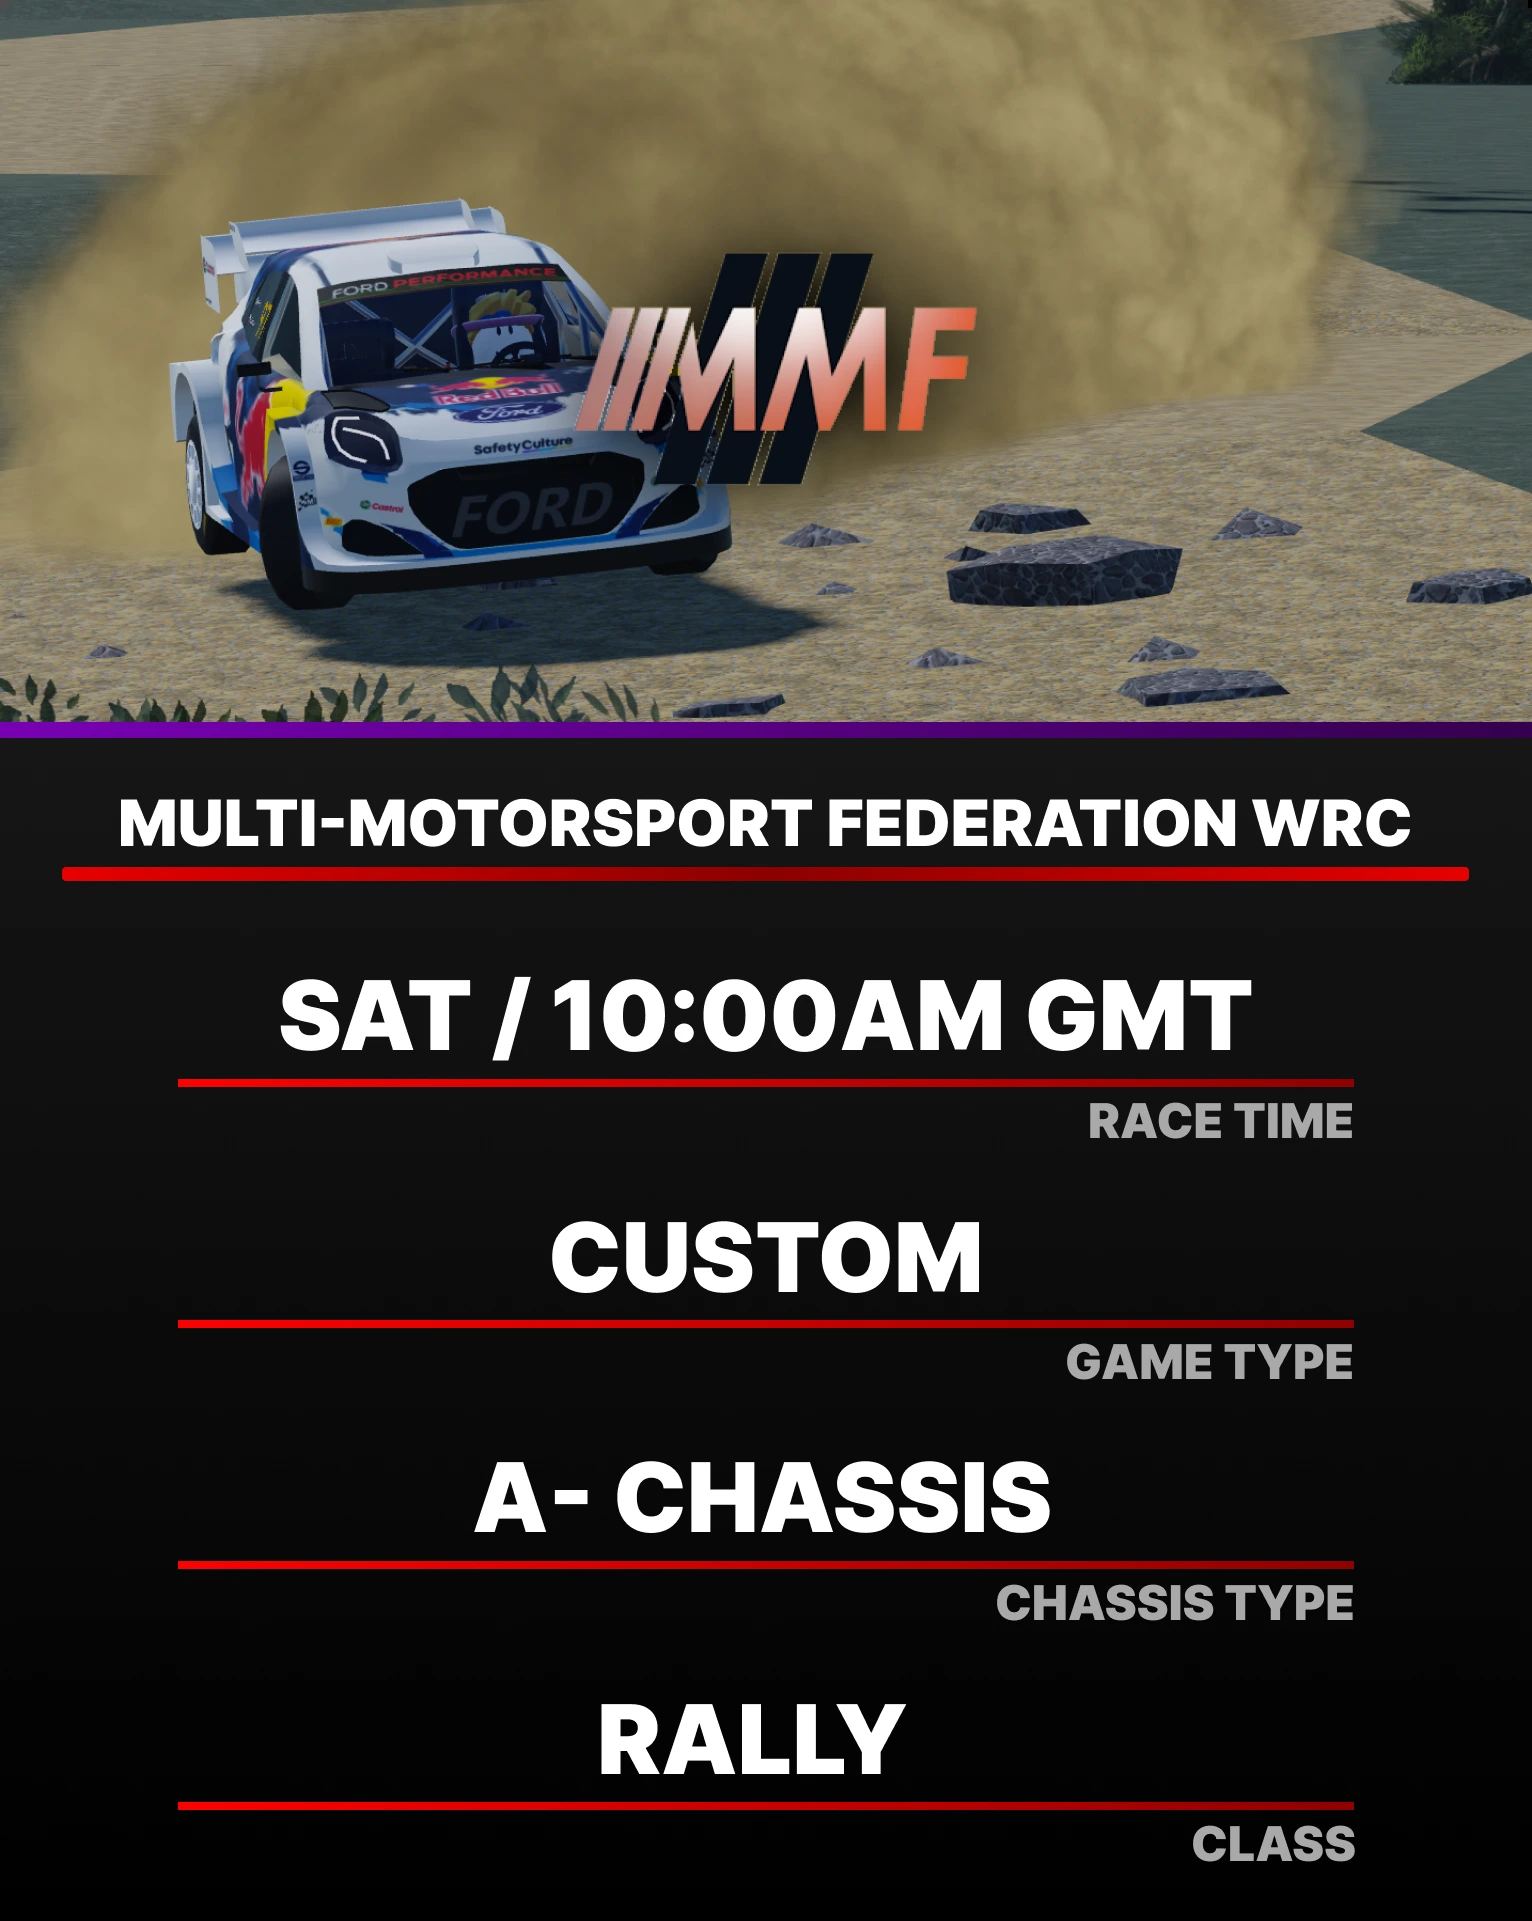 FORD PERFORMANCE
Red Bull
Ford
SafetyCulture
Castrol
FORD
MMF
MULTI-MOTORSPORT FEDERATION WRC
SAT / 10:00AM GMT
RACE TIME
CUSTOM
GAME TYPE
A- CHASSIS
CHASSIS TYPE
RALLY
CLASS